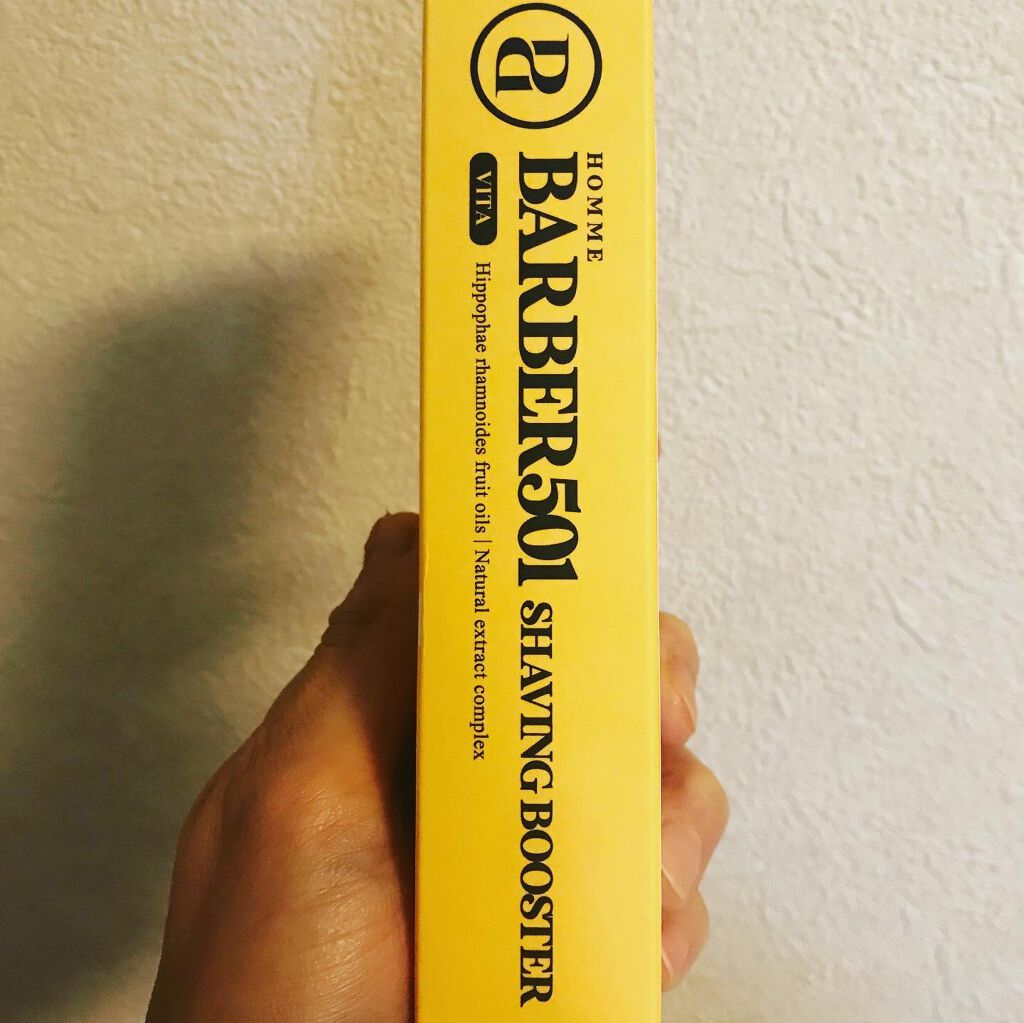 HOMME
BARBER501 SHAVING BOOSTER
VITA Hippophae rhamnoides fruit oils | Natural extract complex